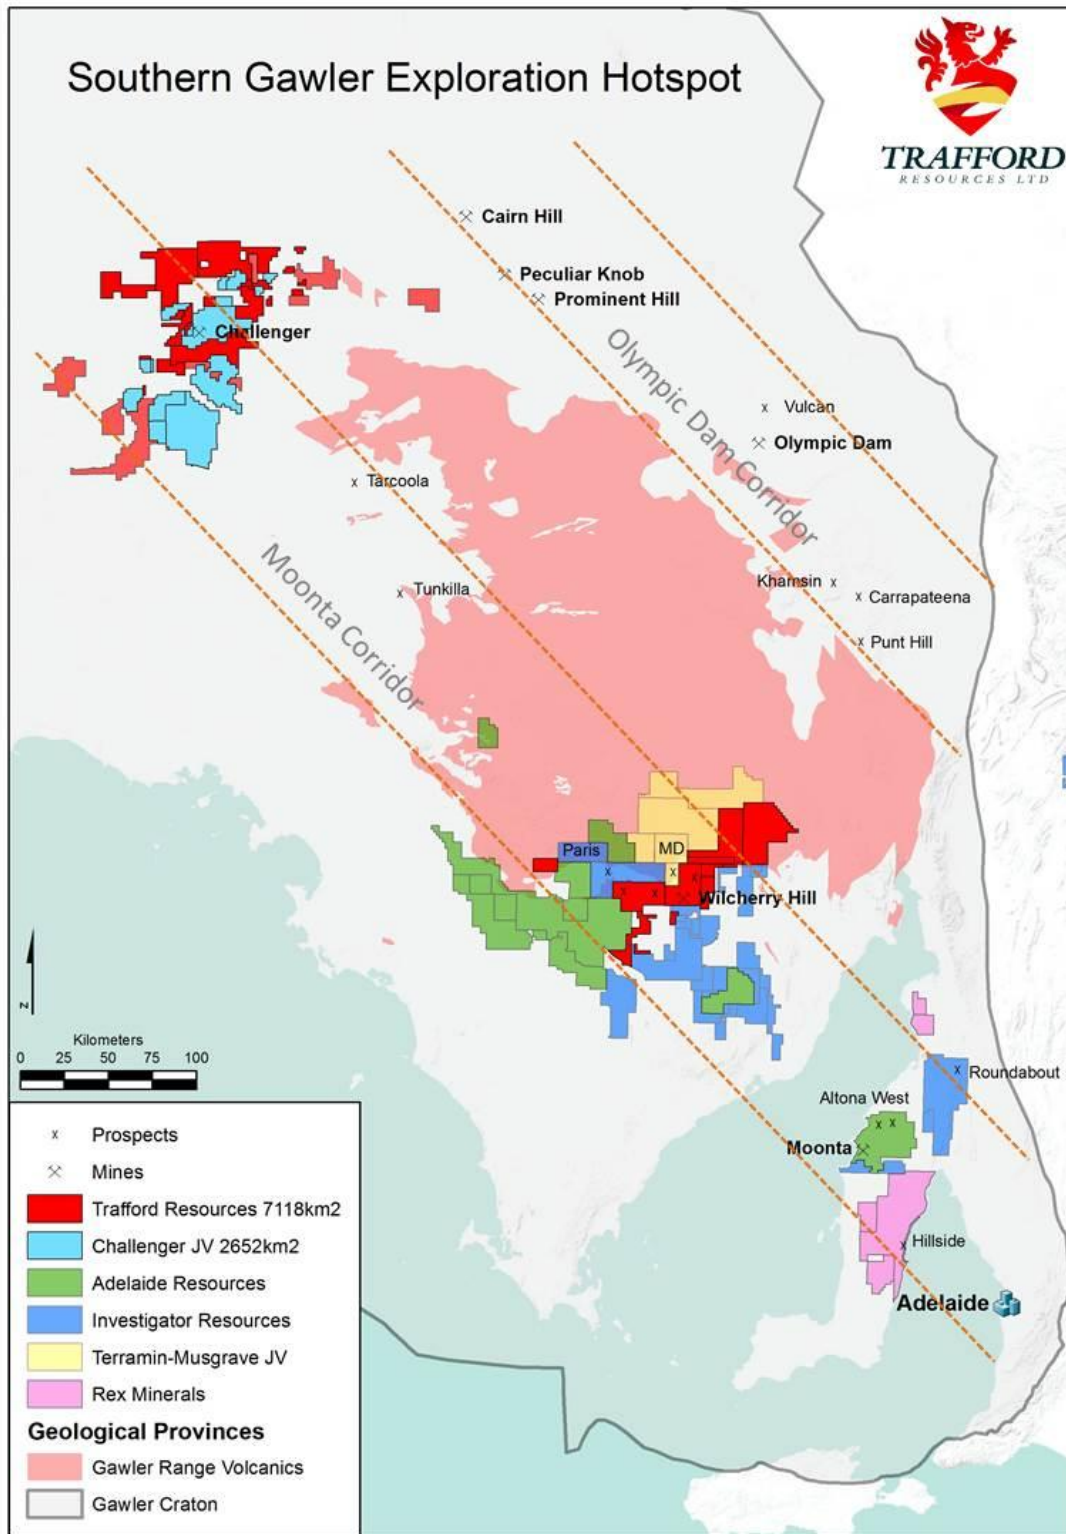 Southern Gawler Exploration Hotspot
TRAFFORD
RESOURCES LTD
Cairn Hill
Peculiar Knob
Prominent Hill
Challenger
Olympic Dam Corridor
Vulcan
Olympic Dam
Tarcoola
Moonta Corridor
Tunkilla
Khamsin
Carrapateena
Punt Hill
Paris
MD
Wilcherry Hill
N
Kilometers
0 25 50 75 100
Roundabout
Altona West
Moonta
Hillside
Adelaide
Prospects
Mines
Trafford Resources 7118km2
Challenger JV 2652km2
Adelaide Resources
Investigator Resources
Terramin-Musgrave JV
Rex Minerals
Geological Provinces
Gawler Range Volcanics
Gawler Craton